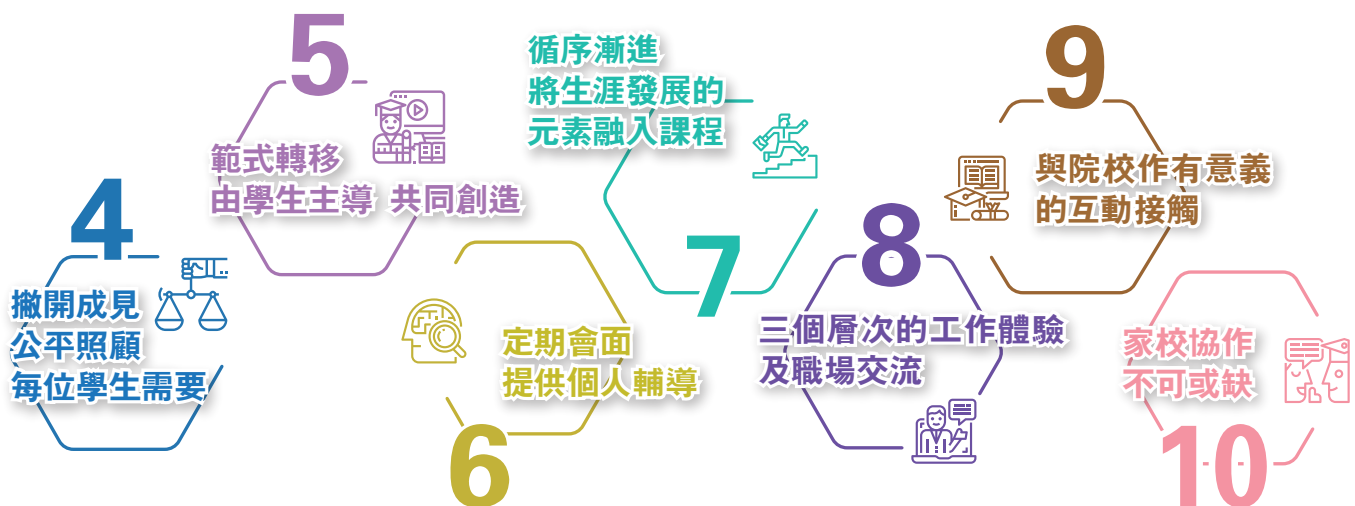 4
撇開成見
公平照顧
每位學生需要
5
範式轉移
由學生主導 共同創造
6
定期會面
提供個人輔導
7
循序漸進
將生涯發展的
元素融入課程
8
三個層次的工作體驗
及職場交流
9
與院校作有意義
的互動接觸
10
家校協作
不可或缺